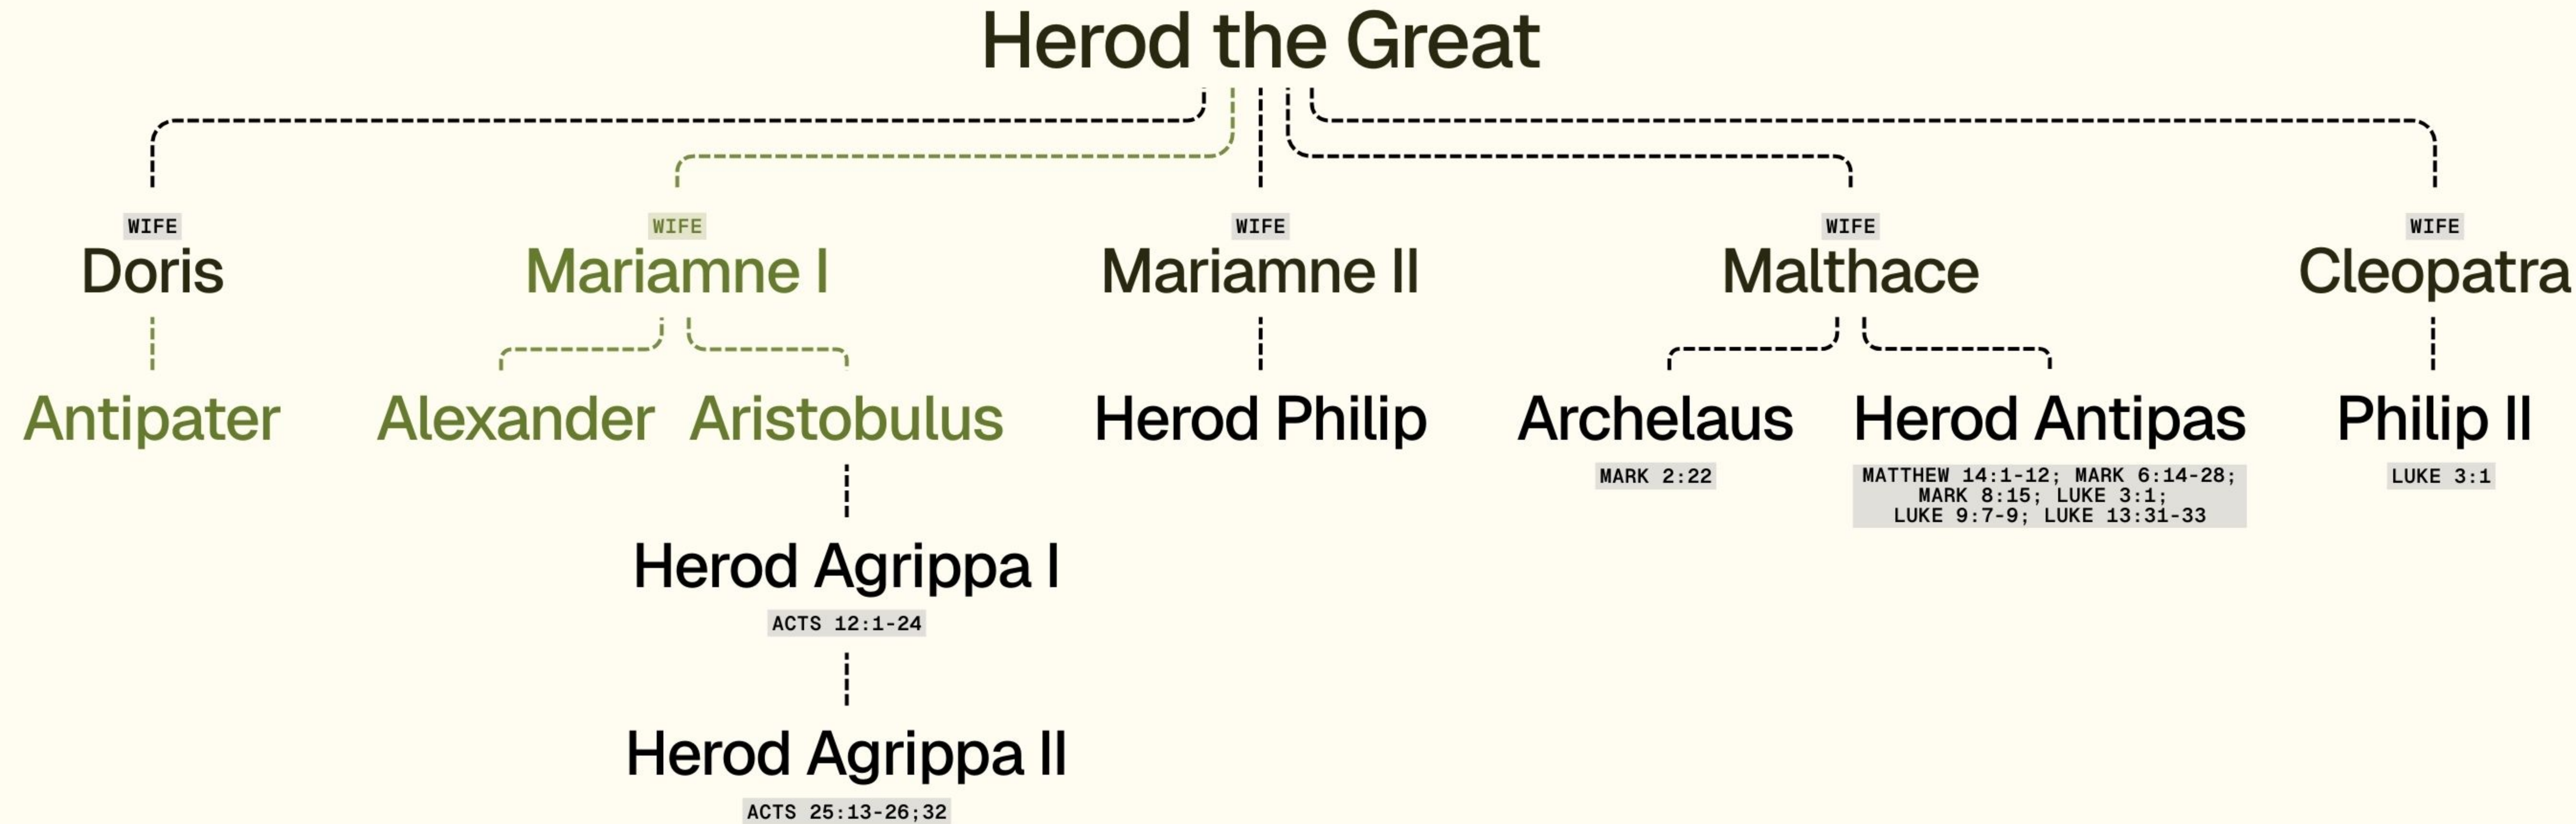 Herod the Great
WIFE
WIFE
WIFE
WIFE
WIFE
Doris
Mariamne I
Mariamne II
Malthace
Cleopatra
Antipater
Alexander
Aristobulus
Herod Philip
Archelaus
Herod Antipas
Philip II
MARK 2:22
MATTHEW 14:1-12; MARK 6:14-28;
MARK 8:15; LUKE 3:1;
LUKE 9:7-9; LUKE 13:31-33
LUKE 3:1
Herod Agrippa I
ACTS 12:1-24
Herod Agrippa II
ACTS 25:13-26;32